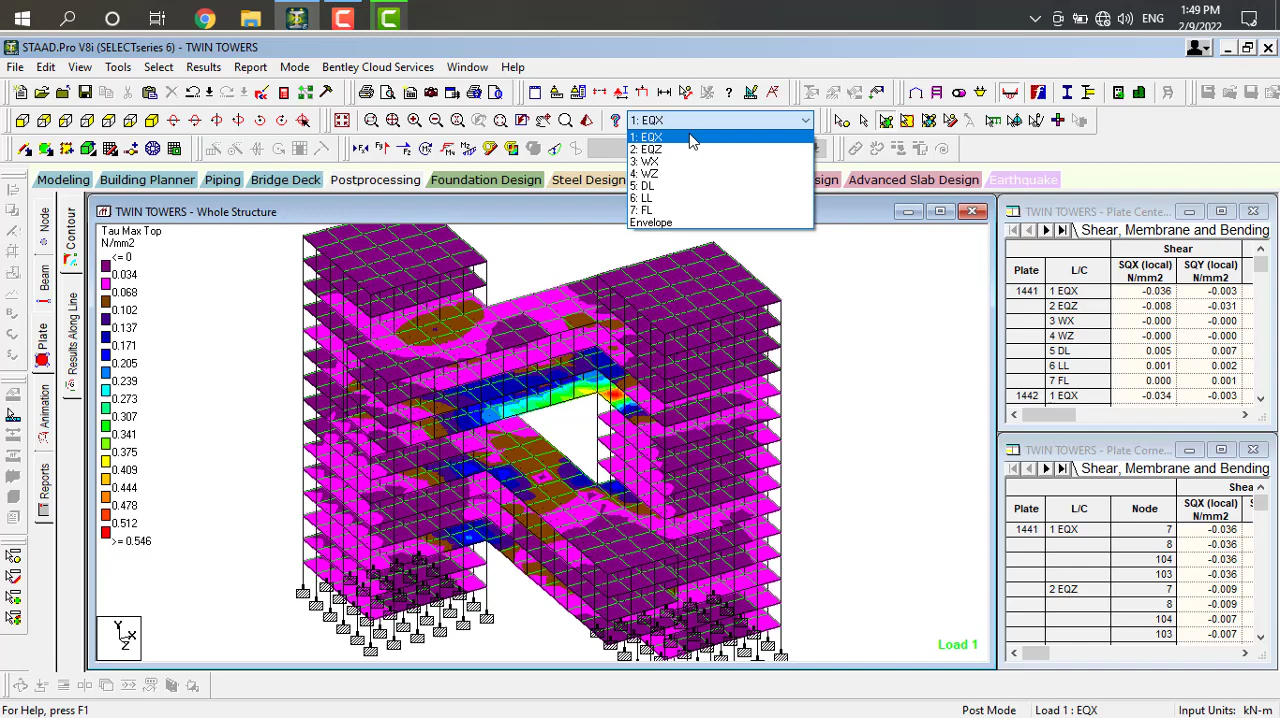 1:49 PM
ENG
2/9/2022
STAAD.Pro V8i (SELECTseries 6) - TWIN TOWERS
File Edit View Tools Select Results Report Mode Bentley Cloud Services Window Help
1: EQX
1: EQX
2: EQZ
3: WX
4: WZ
5: DL
6: LL
7: FL
Envelope
Modeling Building Planner Piping Bridge Deck Postprocessing Foundation Design Steel Design Advanced Slab Design Earthquake
Node
Beam
Plate
Animation
Reports
Contour
Results Along Line
TWIN TOWERS - Whole Structure
Tau Max Top
N/mm2
<= 0
0.034
0.068
0.102
0.137
0.171
0.205
0.239
0.273
0.307
0.341
0.375
0.409
0.444
0.478
0.512
>= 0.546
Y
X
Z
Load 1
TWIN TOWERS - Plate Cente
Shear, Membrane and Bending
Shear
Plate L/C SQX (local) N/mm2 SQY (local) N/mm2
1441 1 EQX -0.036 -0.003
2 EQZ -0.008 -0.031
3 WX -0.000 -0.000
4 WZ -0.000 -0.000
5 DL 0.005 0.007
6 LL 0.001 0.002
7 FL 0.000 0.000
1442 1 EQX -0.034 -0.003
TWIN TOWERS - Plate Corne
Shear, Membrane and Bending
Shea
Plate L/C Node SQX (local) N/mm2
1441 1 EQX 7 -0.036
8 -0.036
104 -0.036
103 -0.036
2 EQZ 7 -0.009
8 -0.009
104 -0.007
103 -0.007
For Help, press F1
Post Mode
Load 1 : EQX
Input Units: kN-m